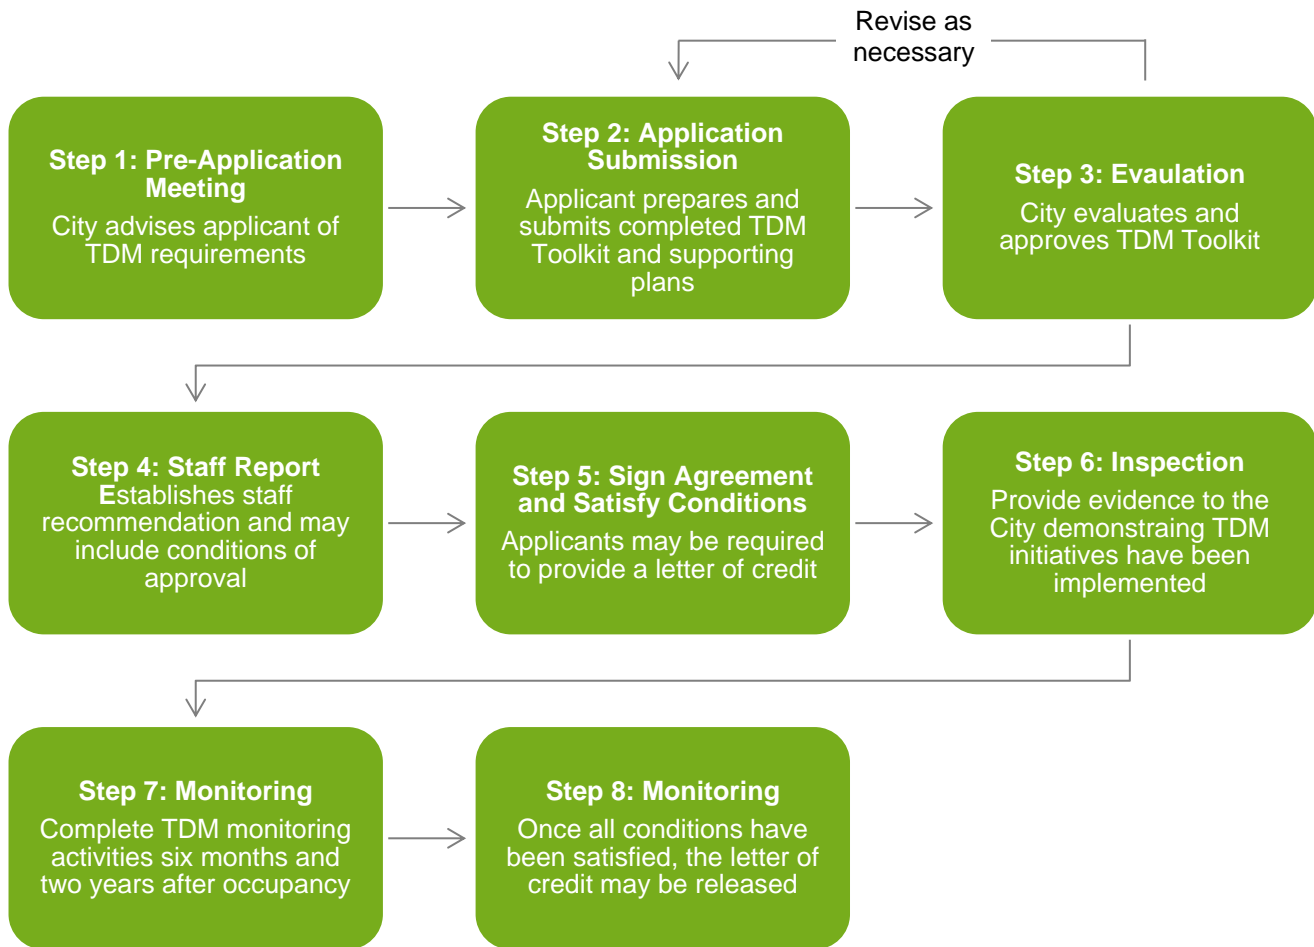 Revise as
necessary
Step 1: Pre-Application
Meeting
City advises applicant of
TDM requirements
Step 2: Application
Submission
Applicant prepares and
submits completed TDM
Toolkit and supporting
plans
Step 3: Evaulation
City evaluates and
approves TDM Toolkit
Step 4: Staff Report
Establishes staff
recommendation and may
include conditions of
approval
Step 5: Sign Agreement
and Satisfy Conditions
Applicants may be required
to provide a letter of credit
Step 6: Inspection
Provide evidence to the
City demonstraing TDM
initiatives have been
implemented
Step 7: Monitoring
Complete TDM monitoring
activities six months and
two years after occupancy
Step 8: Monitoring
Once all conditions have
been satisfied, the letter of
credit may be released